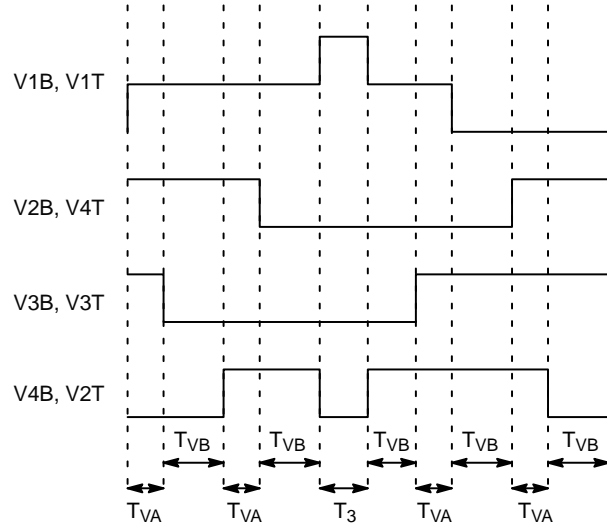 V1B, V1T
V2B, V4T
V3B, V3T
V4B, V2T
TVB TVB TVB TVB TVB
TVA TVA T3 TVA TVA